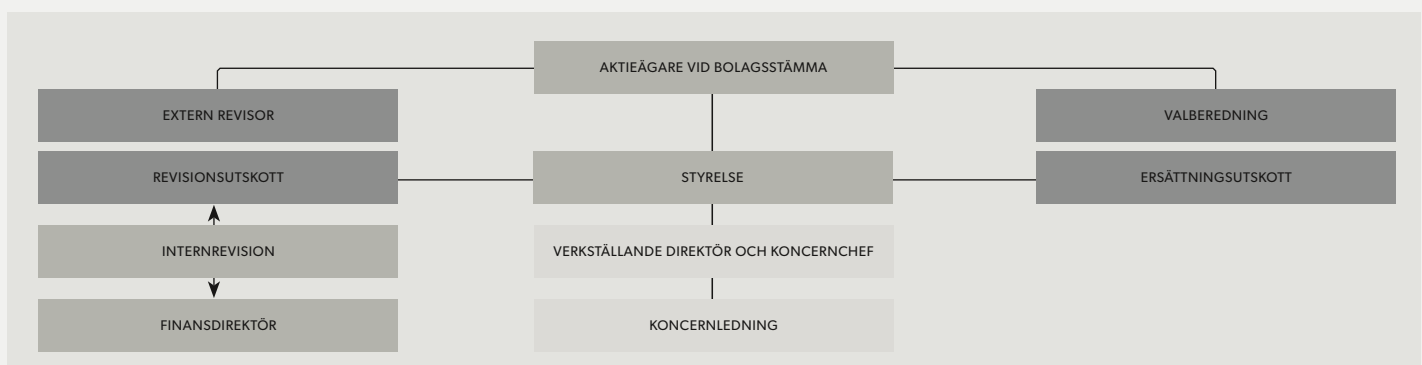 AKTIEÄGARE VID BOLAGSSTÄMMA
EXTERN REVISOR
VALBEREDNING
REVISIONSUTSKOTT
STYRELSE
ERSÄTTNINGSUTSKOTT
INTERNREVISION
VERKSTÄLLANDE DIREKTÖR OCH KONCERNCHEF
FINANSDIREKTÖR
KONCERNLEDNING